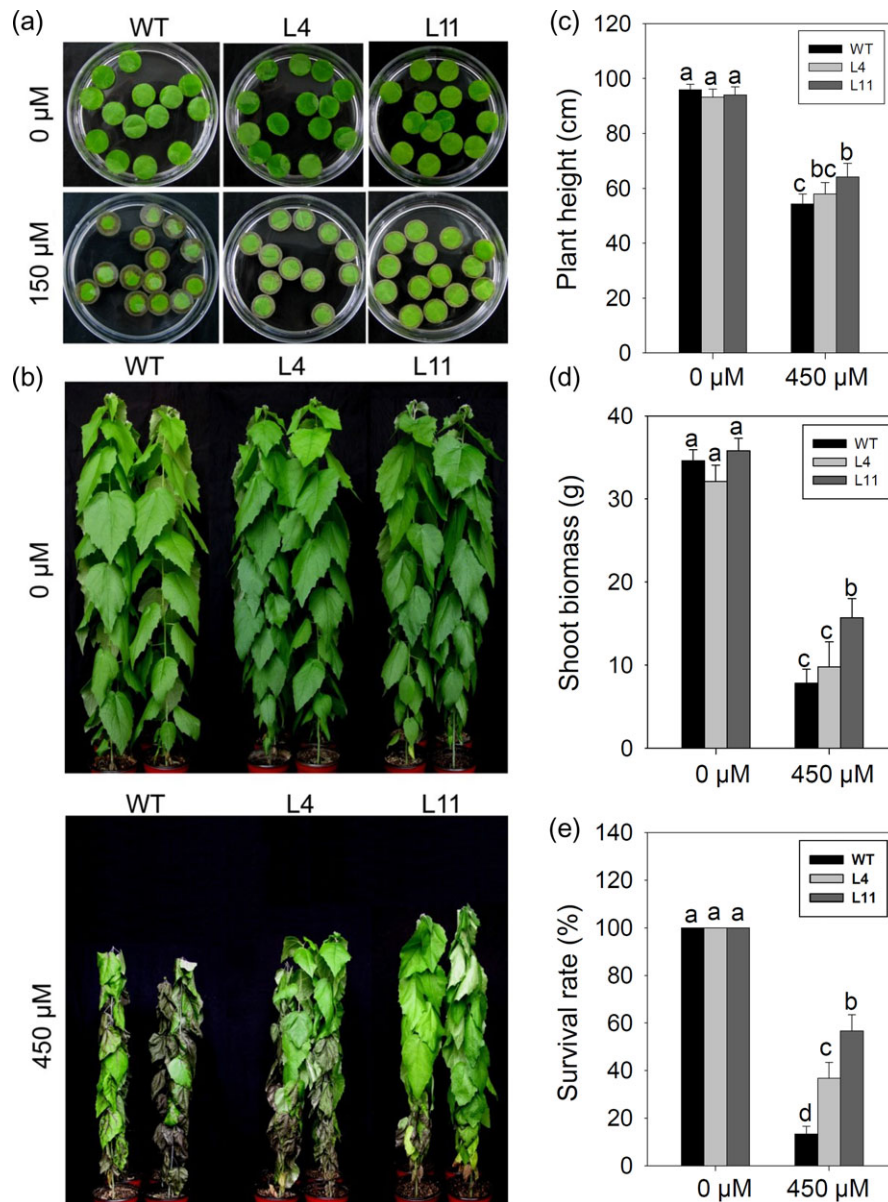 (a)
WT L4 L11
0 μM
150 μM
(b)
WT L4 L11
0 μM
WT L4 L11
450 μM
(c)
WT
L4
L11
Plant height (cm)
120
100
80
60
40
20
0
a a a
c bc b
0 μM 450 μM
(d)
WT
L4
L11
Shoot biomass (g)
40
30
20
10
0
a a a
c c b
0 μM 450 μM
(e)
WT
L4
L11
Survival rate (%)
140
120
100
80
60
40
20
0
a a a
d c b
0 μM 450 μM